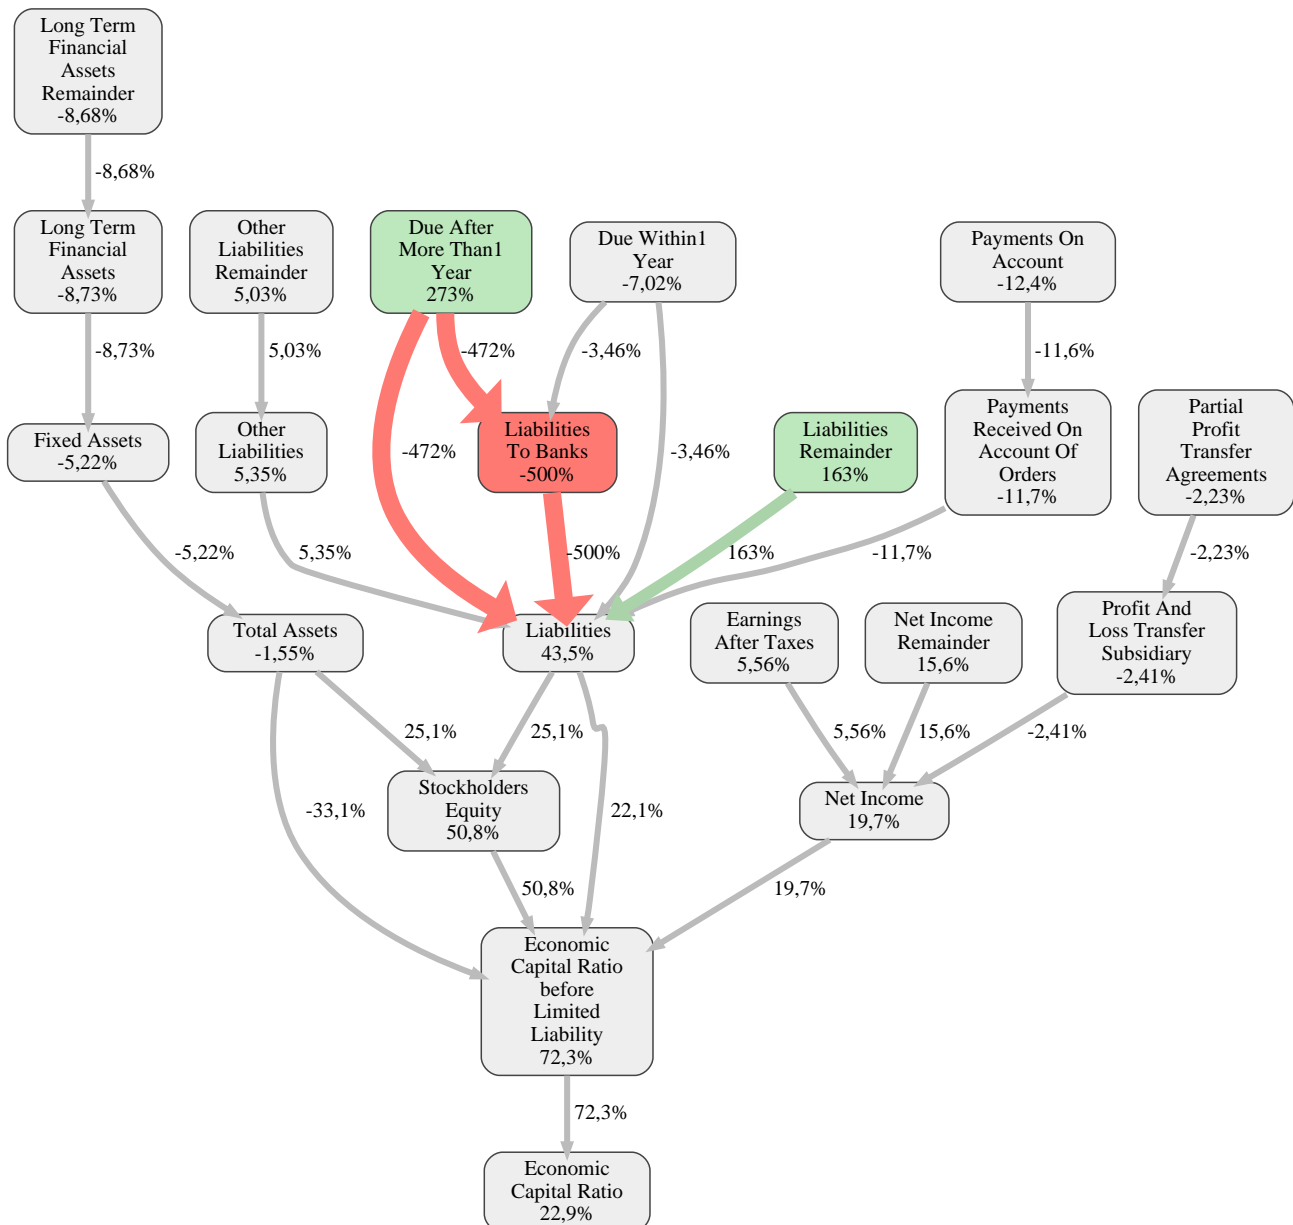 Long Term
Financial
Assets
Remainder
-8,68%
-8,68%
Long Term
Financial
Assets
-8,73%
Other
Liabilities
Remainder
5,03%
Due After
More Than1
Year
273%
Due Within1
Year
-7,02%
Payments On
Account
-12,4%
-8,73%
5,03%
-472%
-3,46%
-11,6%
Fixed Assets
-5,22%
Other
Liabilities
5,35%
-472%
Liabilities
To Banks
-500%
-3,46%
Liabilities
Remainder
163%
Payments
Received On
Account Of
Orders
-11,7%
Partial
Profit
Transfer
Agreements
-2,23%
-5,22%
5,35%
-500%
163%
-11,7%
-2,23%
Total Assets
-1,55%
Liabilities
43,5%
Earnings
After Taxes
5,56%
Net Income
Remainder
15,6%
Profit And
Loss Transfer
Subsidiary
-2,41%
25,1%
25,1%
5,56%
15,6%
-2,41%
-33,1%
Stockholders
Equity
50,8%
22,1%
Net Income
19,7%
50,8%
19,7%
Economic
Capital Ratio
before
Limited
Liability
72,3%
72,3%
Economic
Capital Ratio
22,9%